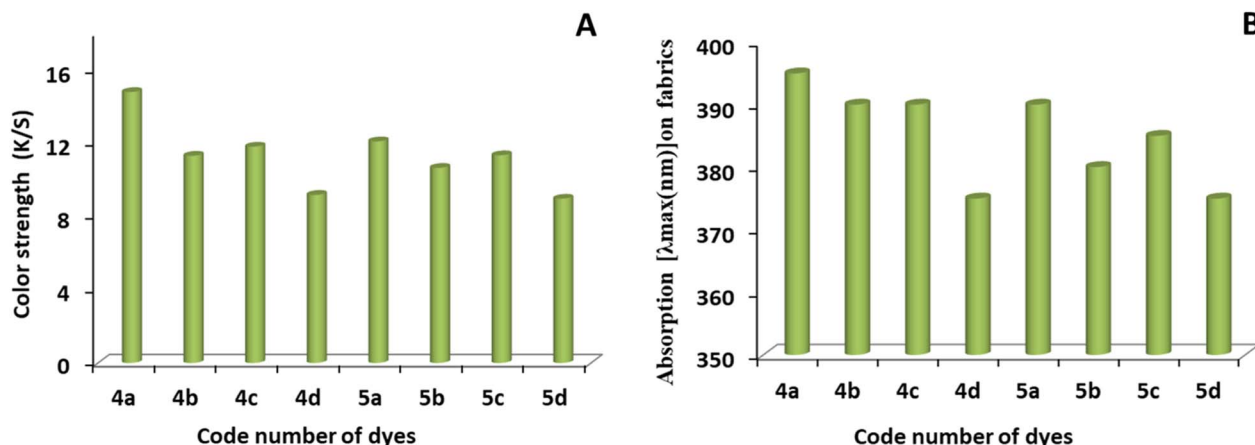 A
Color strength (K/S)
16
12
8
4
0
4a 4b 4c 4d 5a 5b 5c 5d
Code number of dyes
B
Absorption [λmax(nm)]on fabrics
400
390
380
370
360
350
4a 4b 4c 4d 5a 5b 5c 5d
Code number of dyes